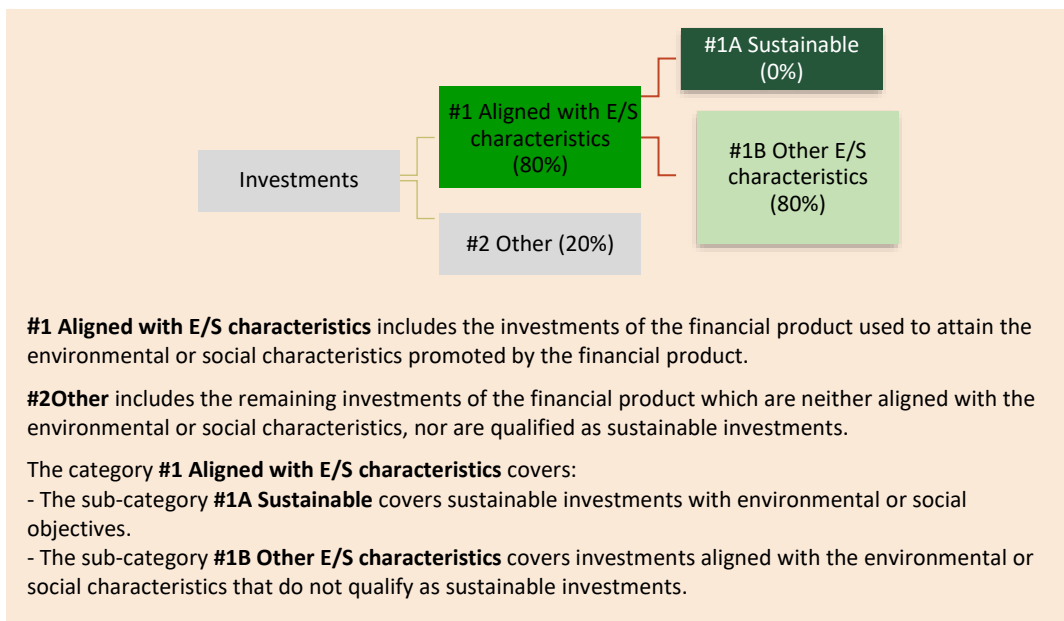 #1A Sustainable
(0%)
#1 Aligned with E/S
characteristics
(80%)
#1B Other E/S
characteristics
(80%)
Investments
#2 Other (20%)
#1 Aligned with E/S characteristics includes the investments of the financial product used to attain the
environmental or social characteristics promoted by the financial product.
#2Other includes the remaining investments of the financial product which are neither aligned with the
environmental or social characteristics, nor are qualified as sustainable investments.
The category #1 Aligned with E/S characteristics covers:
- The sub-category #1A Sustainable covers sustainable investments with environmental or social
objectives.
- The sub-category #1B Other E/S characteristics covers investments aligned with the environmental or
social characteristics that do not qualify as sustainable investments.